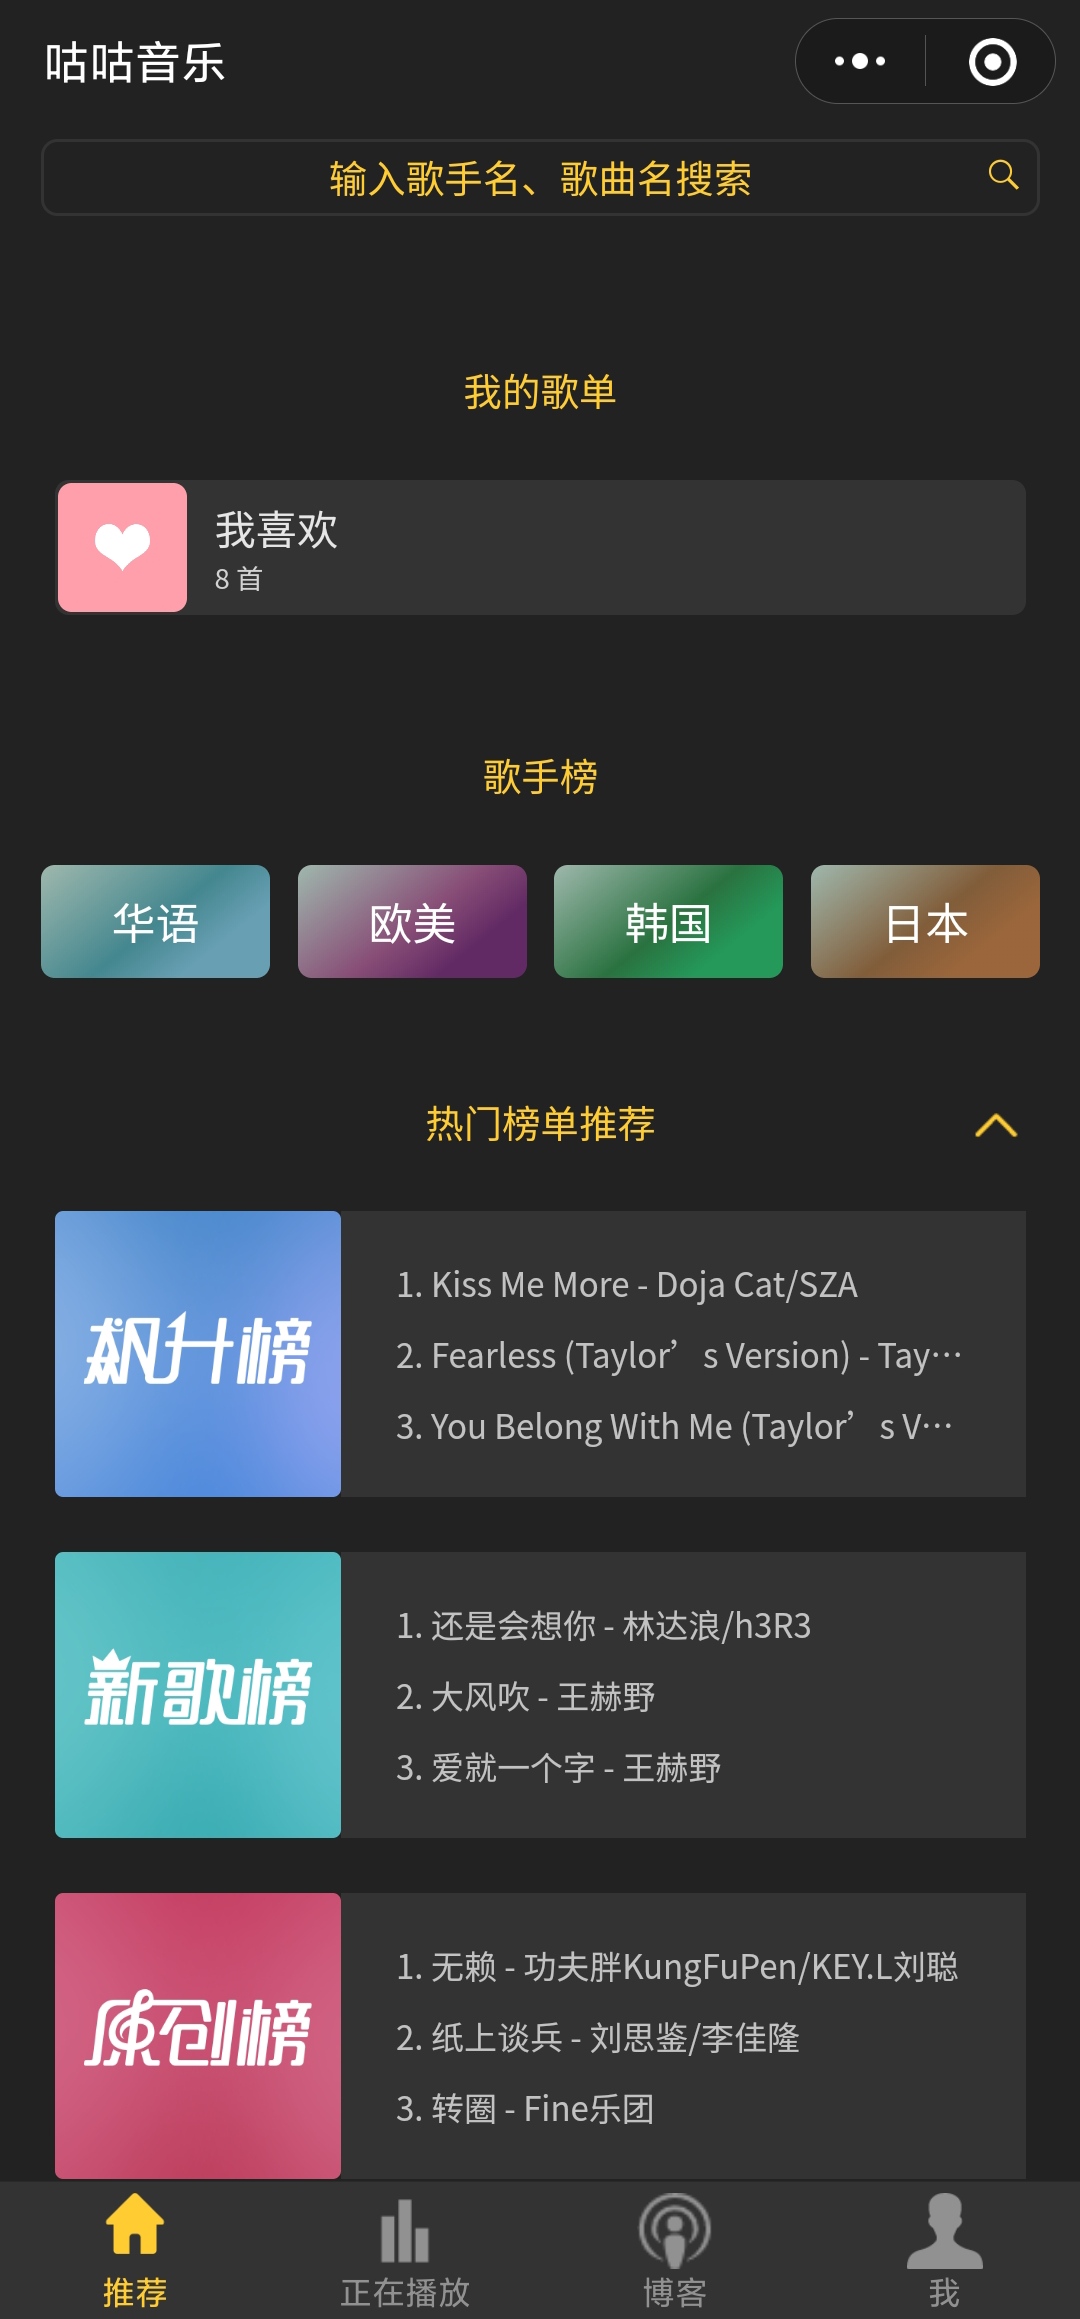 咕咕音乐
输入歌手名、歌曲名搜索
我的歌单
我喜欢
8 首
歌手榜
华语
欧美
韩国
日本
热门榜单推荐
飙升榜
1. Kiss Me More - Doja Cat/SZA
2. Fearless (Taylor’s Version) - Tay…
3. You Belong With Me (Taylor’s V…
新歌榜
1. 还是会想你 - 林达浪/h3R3
2. 大风吹 - 王赫野
3. 爱就一个字 - 王赫野
原创榜
1. 无赖 - 功夫胖KungFuPen/KEY.L刘聪
2. 纸上谈兵 - 刘思鉴/李佳隆
3. 转圈 - Fine乐团
推荐
正在播放
博客
我